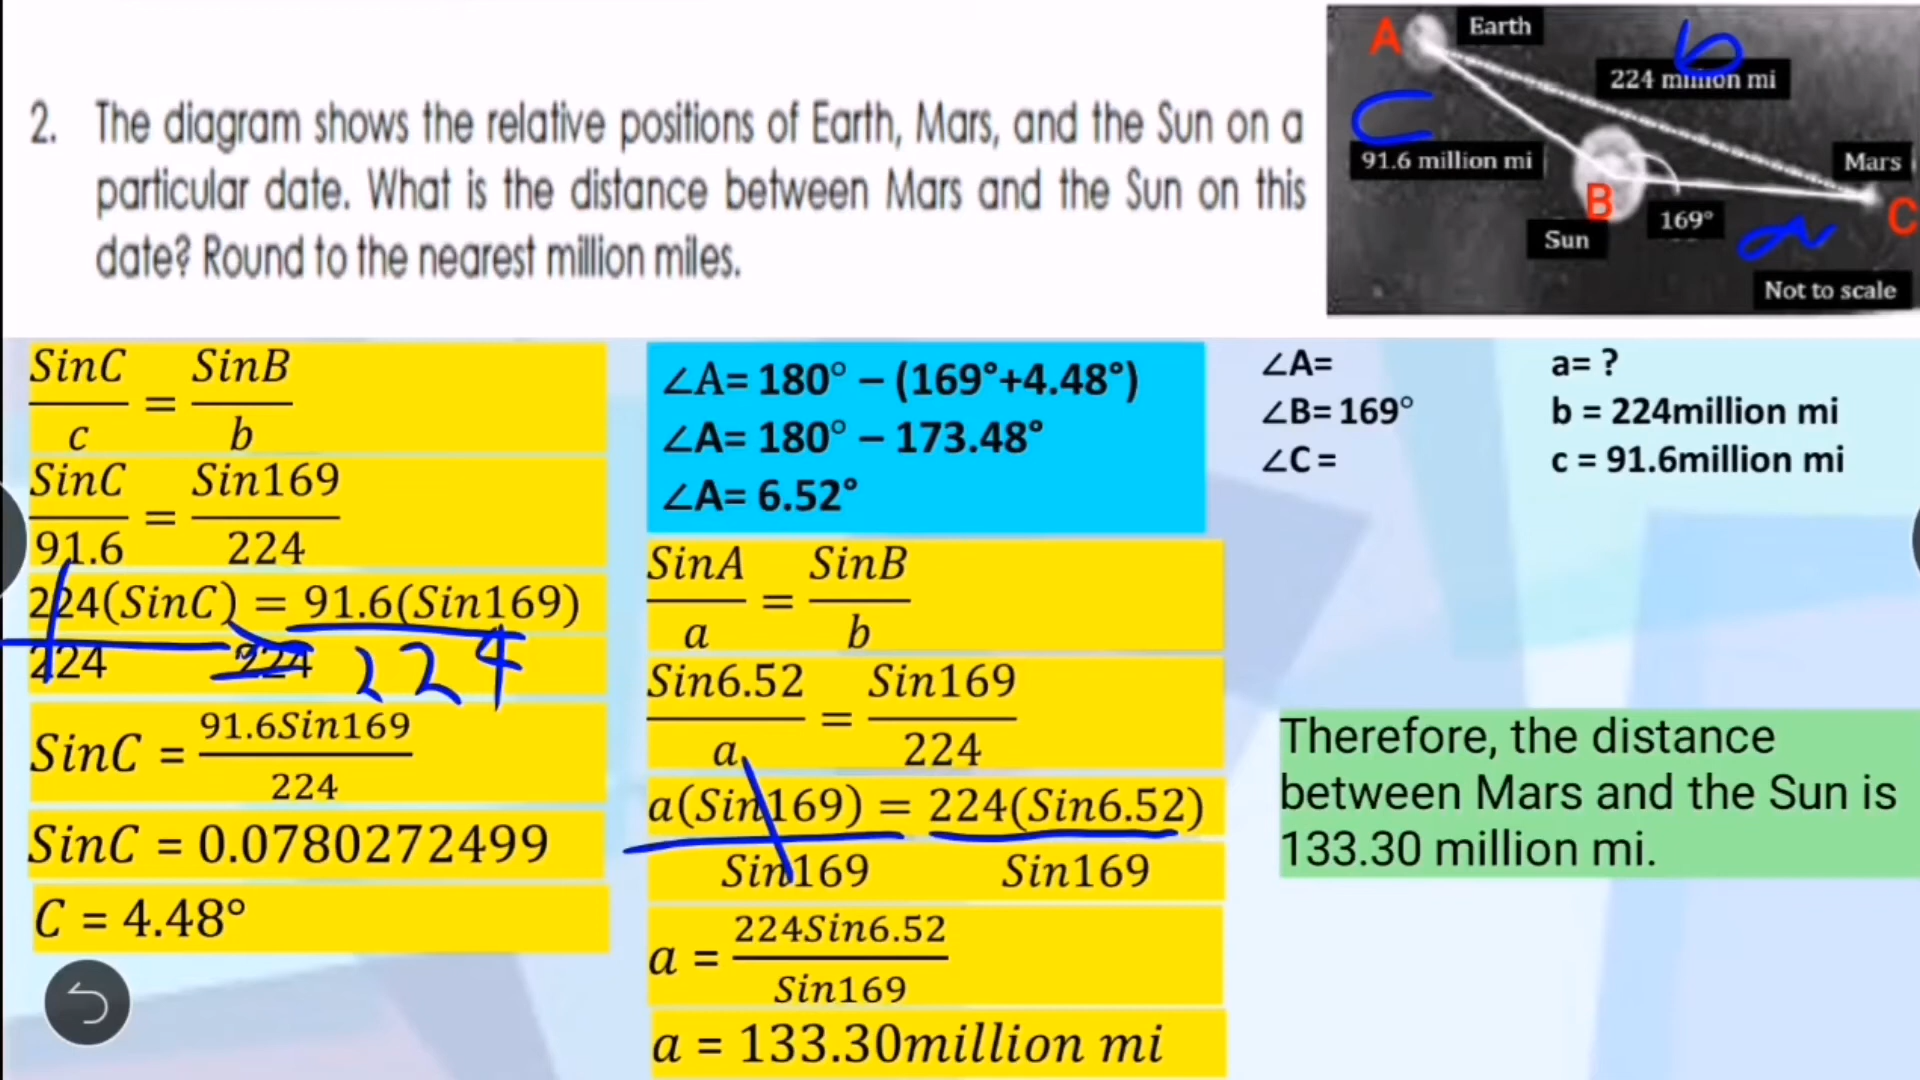 2. The diagram shows the relative positions of Earth, Mars, and the Sun on a
particular date. What is the distance between Mars and the Sun on this
date? Round to the nearest million miles.
A
Earth
b
224 million mi
c
91.6 million mi
Mars
B
169°
C
Sun
a
Not to scale
SinC/c = SinB/b
SinC/91.6 = Sin169/224
224(SinC) = 91.6(Sin169)
224 224 224
SinC = 91.6Sin169/224
SinC = 0.0780272499
C = 4.48°
∠A= 180° – (169°+4.48°)
∠A= 180° – 173.48°
∠A= 6.52°
SinA/a = SinB/b
Sin6.52/a = Sin169/224
a(Sin169) = 224(Sin6.52)
Sin169 Sin169
a = 224Sin6.52/Sin169
a = 133.30million mi
∠A= a= ?
∠B= 169° b = 224million mi
∠C = c = 91.6million mi
Therefore, the distance
between Mars and the Sun is
133.30 million mi.